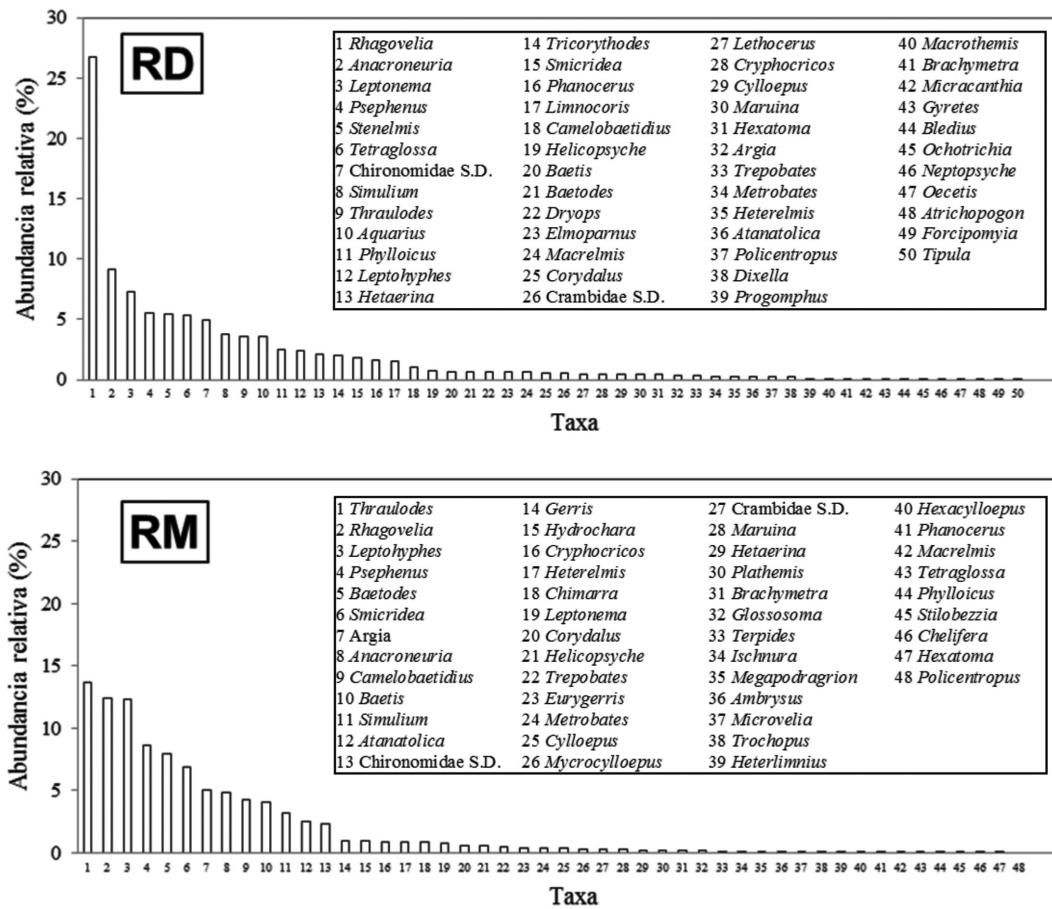 30
25
20
15
10
5
0
Abundancia relativa (%)
RD
1 Rhagovelia
2 Anacroneuria
3 Leptonema
4 Psephenus
5 Stenelmis
6 Tetraglossa
7 Chironomidae S.D.
8 Simulium
9 Thraulodes
10 Aquarius
11 Phylloicus
12 Leptohyphes
13 Hetaerina
14 Tricorythodes
15 Smicridea
16 Phanocerus
17 Limnocoris
18 Camelobaetidius
19 Helicopsyche
20 Baetis
21 Baetodes
22 Dryops
23 Elmoparnus
24 Macrelmis
25 Corydalus
26 Crambidae S.D.
27 Lethocerus
28 Cryphocricos
29 Cylloepus
30 Maruina
31 Hexatoma
32 Argia
33 Trepobates
34 Metrobates
35 Heterelmis
36 Atanatolica
37 Policentropus
38 Dixella
39 Progomphus
40 Macrothemis
41 Brachymetra
42 Micracanthia
43 Gyretes
44 Bledius
45 Ochotrichia
46 Neptopsyche
47 Oecetis
48 Atrichopogon
49 Forcipomyia
50 Tipula
1 2 3 4 5 6 7 8 9 10 11 12 13 14 15 16 17 18 19 20 21 22 23 24 25 26 27 28 29 30 31 32 33 34 35 36 37 38 39 40 41 42 43 44 45 46 47 48 49 50
Taxa
30
25
20
15
10
5
0
Abundancia relativa (%)
RM
1 Thraulodes
2 Rhagovelia
3 Leptohyphes
4 Psephenus
5 Baetodes
6 Smicridea
7 Argia
8 Anacroneuria
9 Camelobaetidius
10 Baetis
11 Simulium
12 Atanatolica
13 Chironomidae S.D.
14 Gerris
15 Hydrochara
16 Cryphocricos
17 Heterelmis
18 Chimarra
19 Leptonema
20 Corydalus
21 Helicopsyche
22 Trepobates
23 Eurygerris
24 Metrobates
25 Cylloepus
26 Mycrocylloepus
27 Crambidae S.D.
28 Maruina
29 Hetaerina
30 Plathemis
31 Brachymetra
32 Glossosoma
33 Terpides
34 Ischnura
35 Megapodragrion
36 Ambrysus
37 Microvelia
38 Trochopus
39 Heterlimnius
40 Hexacylloepus
41 Phanocerus
42 Macrelmis
43 Tetraglossa
44 Phylloicus
45 Stilobezzia
46 Chelifera
47 Hexatoma
48 Policentropus
1 2 3 4 5 6 7 8 9 10 11 12 13 14 15 16 17 18 19 20 21 22 23 24 25 26 27 28 29 30 31 32 33 34 35 36 37 38 39 40 41 42 43 44 45 46 47 48
Taxa